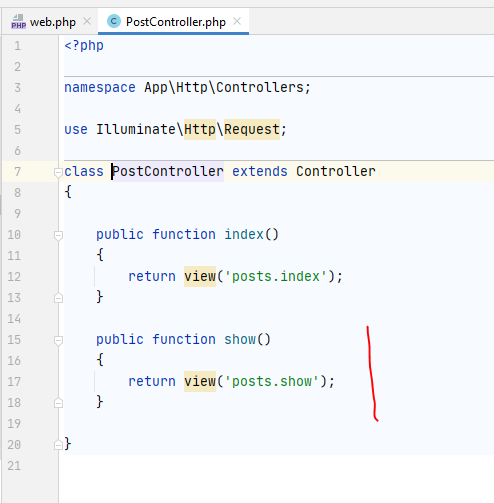 PHP web.php × C PostController.php ×
1 <?php
2
3 namespace App\Http\Controllers;
4
5 use Illuminate\Http\Request;
6
7 class PostController extends Controller
8 {
9
10 public function index()
11 {
12 return view('posts.index');
13 }
14
15 public function show()
16 {
17 return view('posts.show');
18 }
19
20 }
21